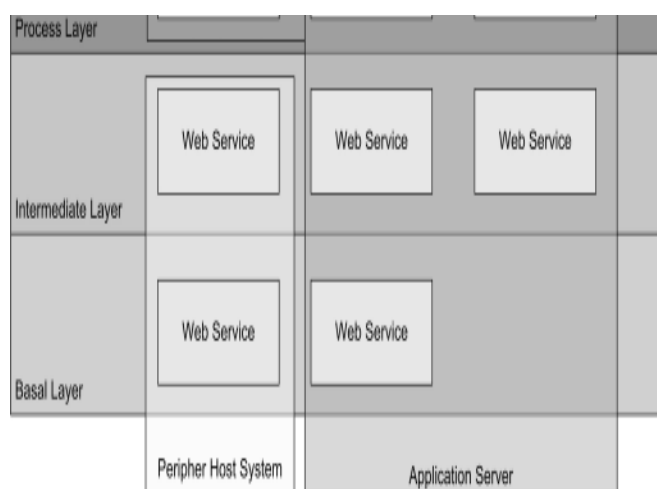 Process Layer
Web Service Web Service Web Service
Intermediate Layer
Web Service Web Service
Basal Layer
Peripher Host System Application Server